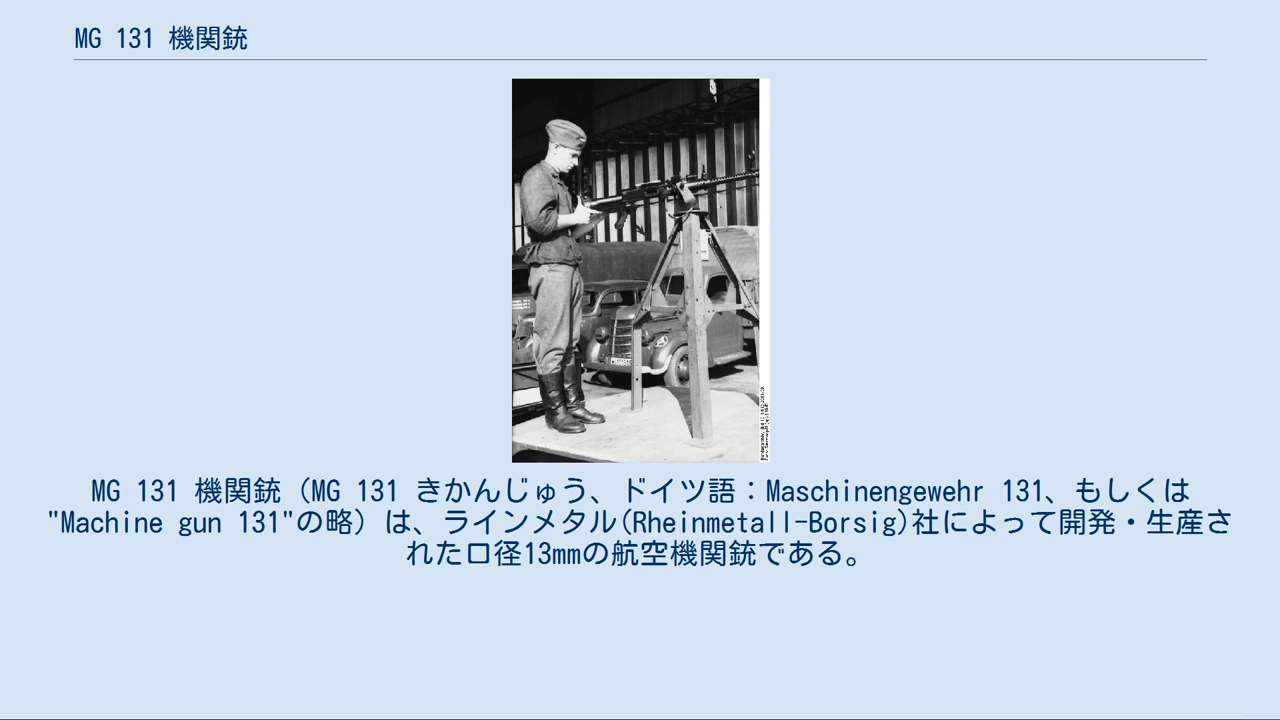 MG 131 機関銃
MG 131 機関銃（MG 131 きかんじゅう、ドイツ語：Maschinengewehr 131、もしくは
"Machine gun 131"の略）は、ラインメタル(Rheinmetall-Borsig)社によって開発・生産さ
れた口径13mmの航空機関銃である。